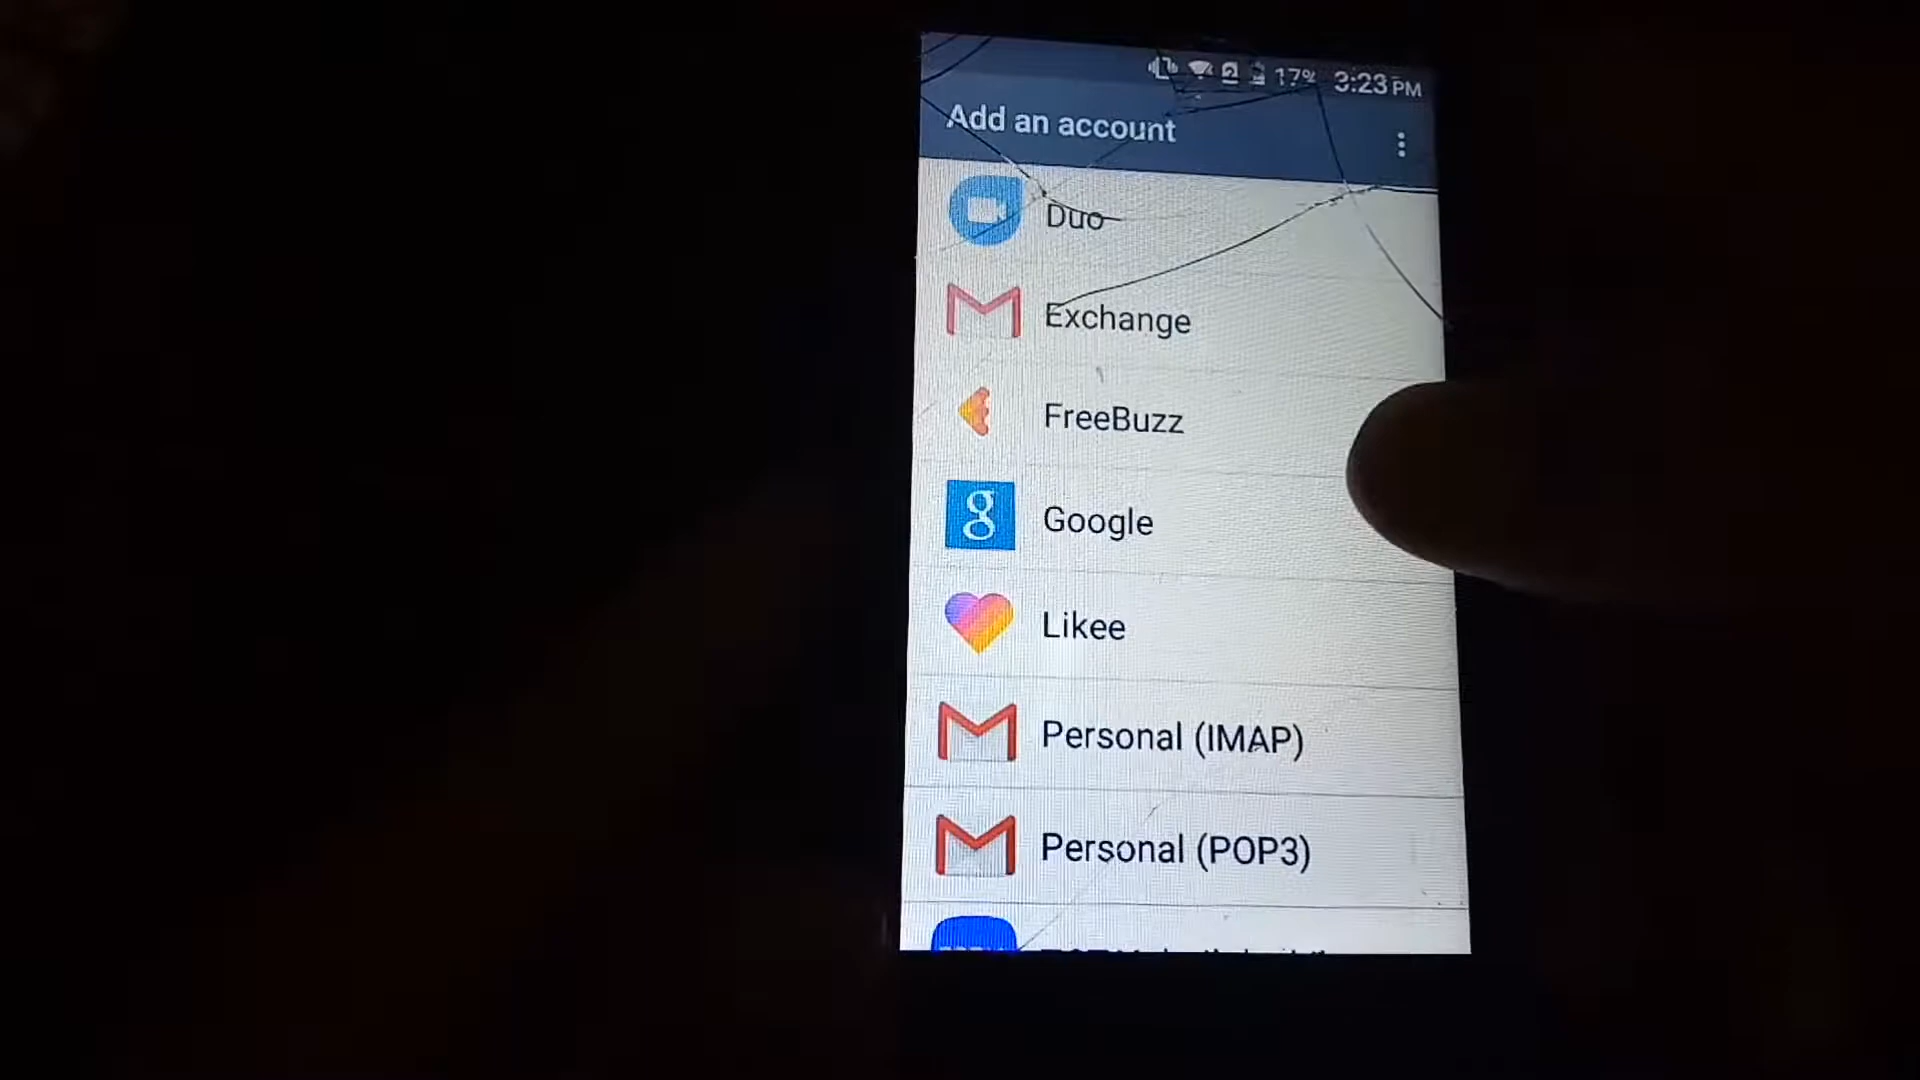 17% 3:23 PM
Add an account
Duo
Exchange
FreeBuzz
g Google
Likee
Personal (IMAP)
Personal (POP3)